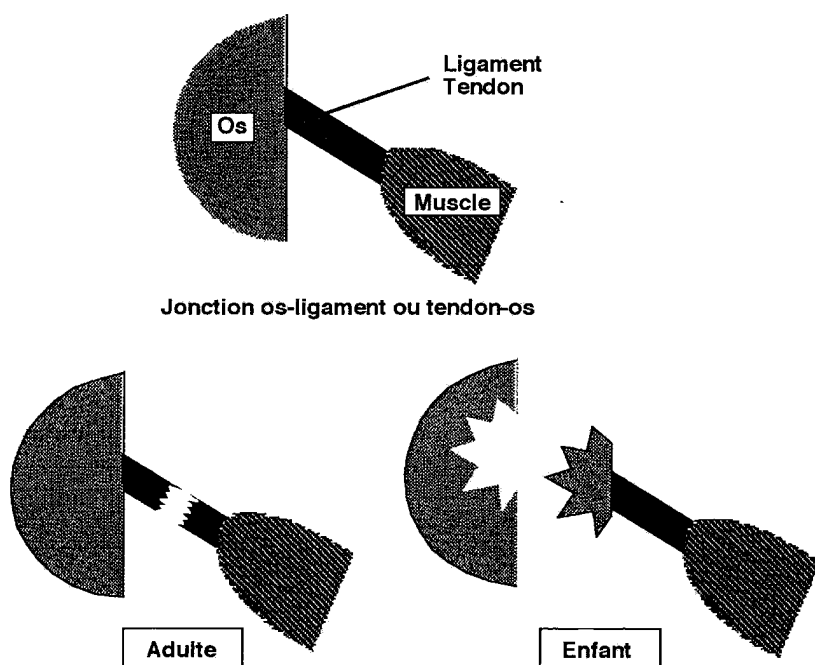 Ligament
Tendon
Os
Muscle
Jonction os-ligament ou tendon-os
Adulte
Enfant